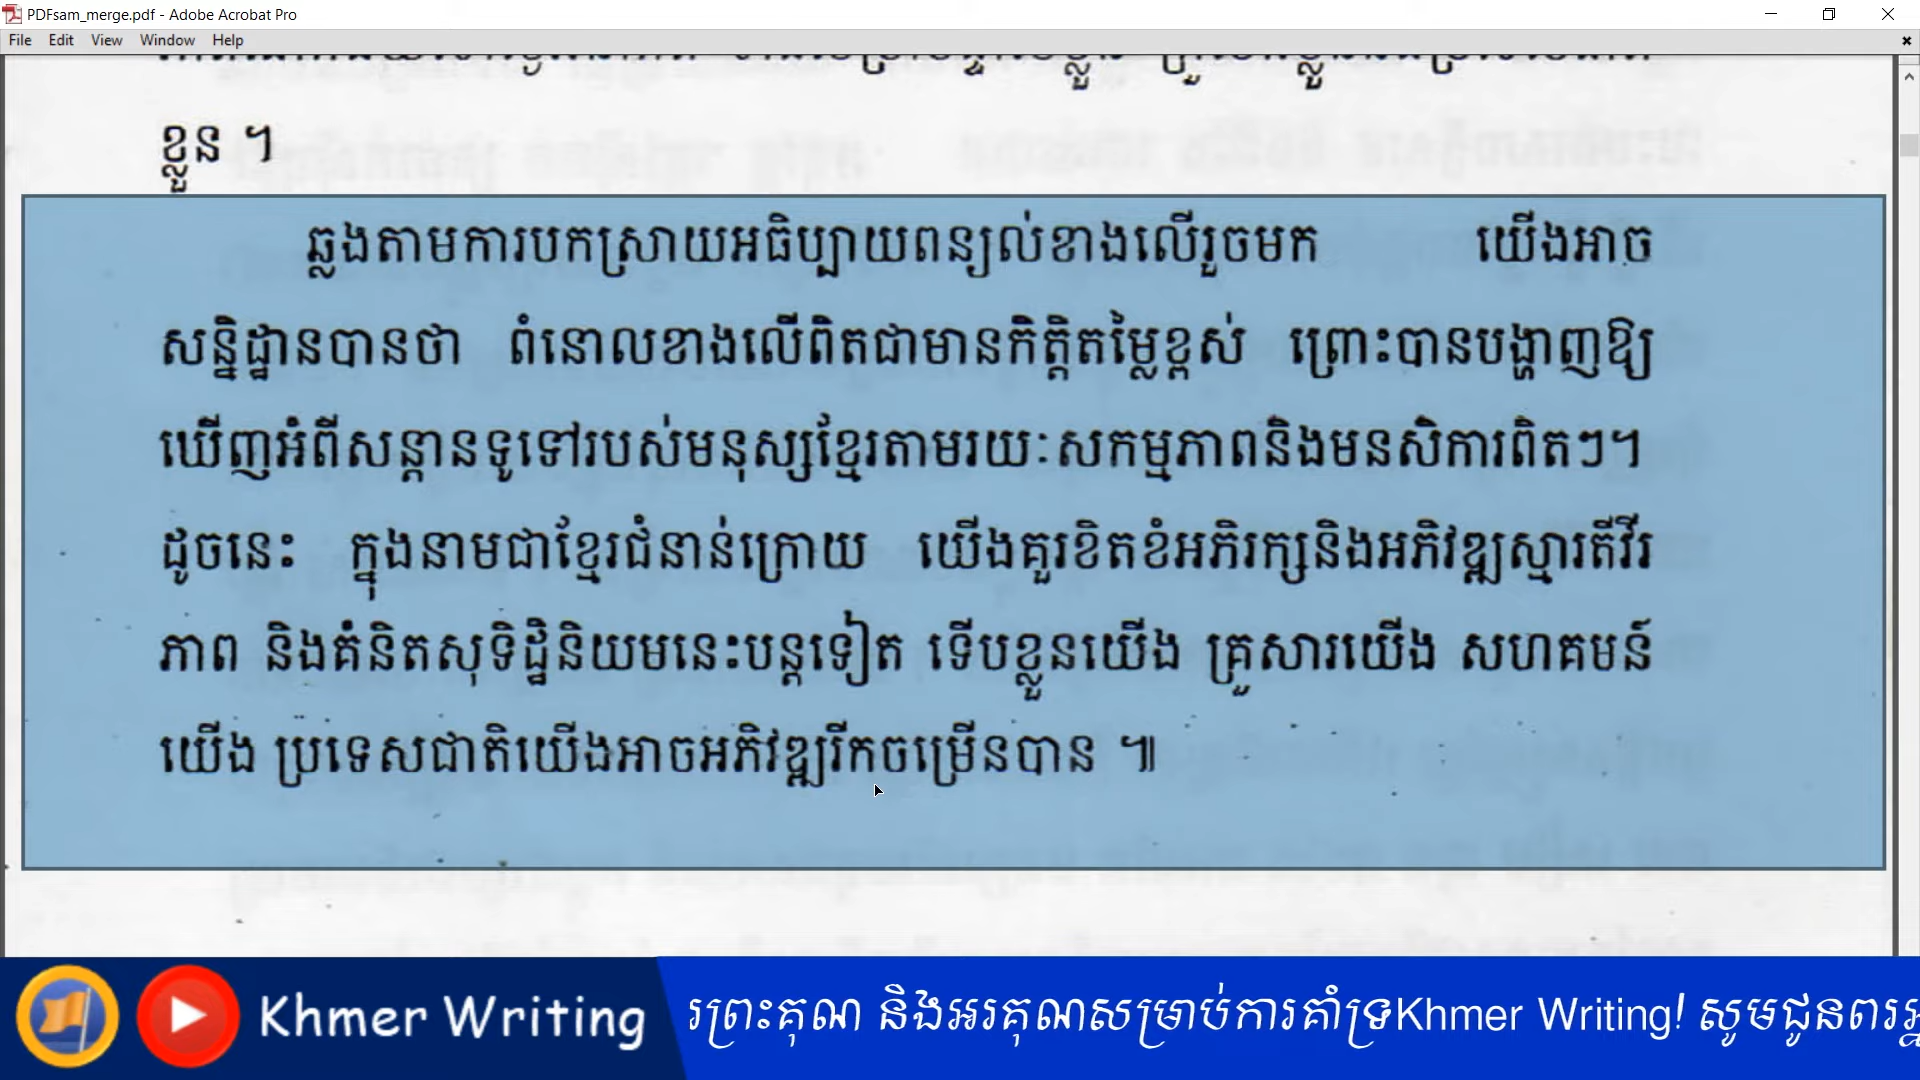 PDFsam_merge.pdf - Adobe Acrobat Pro
File Edit View Window Help
ខ្លួន ។
ឆ្លងតាមការបកស្រាយអធិប្បាយពន្យល់ខាងលើរួចមក យើងអាច
សន្និដ្ឋានបានថា ពំនោលខាងលើពិតជាមានកិត្តិតម្លៃខ្ពស់ ព្រោះបានបង្ហាញឱ្យ
ឃើញអំពីសន្តានទូទៅរបស់មនុស្សខ្មែរតាមរយៈសកម្មភាពនិងមនសិការពិតៗ។
ដូចនេះ ក្នុងនាមជាខ្មែរជំនាន់ក្រោយ យើងគួរខិតខំអភិរក្សនិងអភិវឌ្ឍស្មារតីវីរ
ភាព និងគំនិតសុទិដ្ឋិនិយមនេះបន្តទៀត ទើបខ្លួនយើង គ្រួសារយើង សហគមន៍
យើង ប្រទេសជាតិយើងអាចអភិវឌ្ឍរីកចម្រើនបាន ៕
Khmer Writing
រព្រះគុណ និងអរគុណសម្រាប់ការគាំទ្រKhmer Writing! សូមជូនពរអ្ន